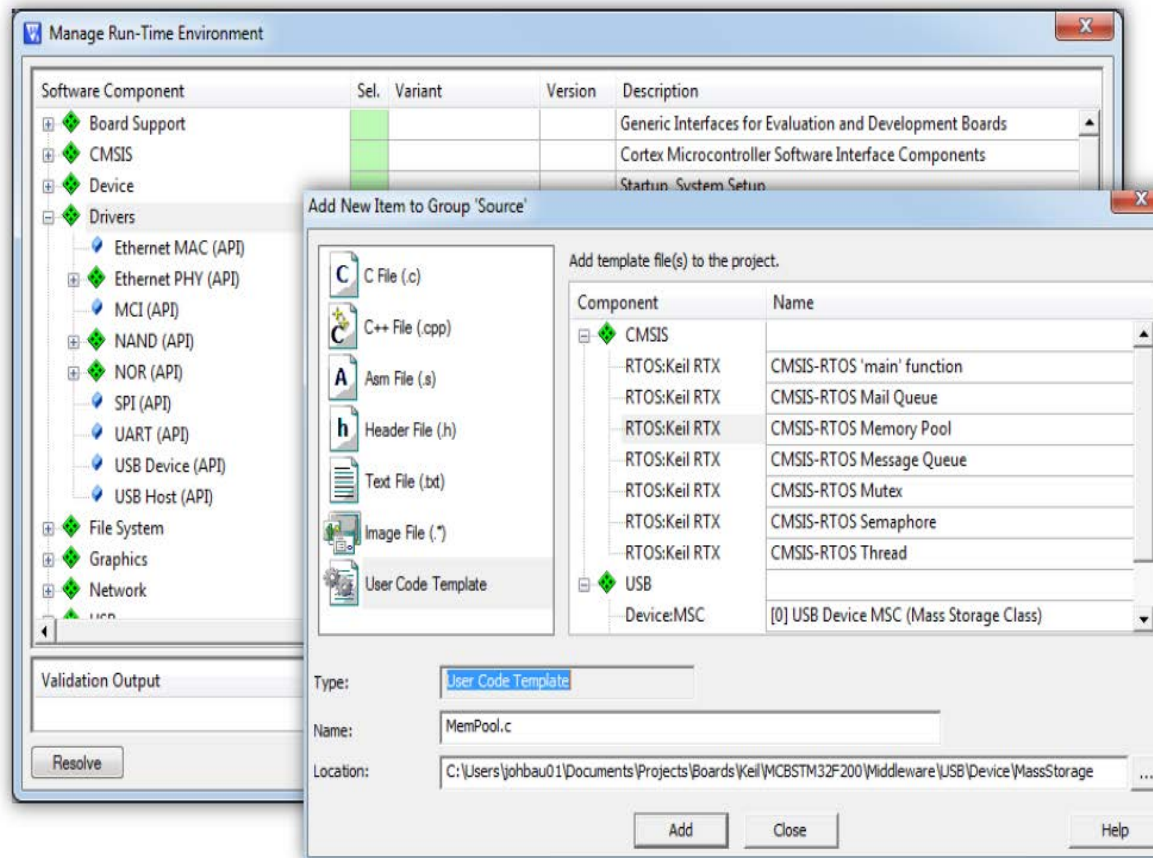 Manage Run-Time Environment
X
Software Component Sel. Variant Version Description
Board Support Generic Interfaces for Evaluation and Development Boards
CMSIS Cortex Microcontroller Software Interface Components
Device Startup, System Setup
Drivers
Ethernet MAC (API)
Ethernet PHY (API)
MCI (API)
NAND (API)
NOR (API)
SPI (API)
UART (API)
USB Device (API)
USB Host (API)
File System
Graphics
Network
USB
Validation Output
Resolve
Add New Item to Group 'Source'
X
C File (.c)
C++ File (.cpp)
Asm File (.s)
Header File (.h)
Text File (.txt)
Image File (.*)
User Code Template
Add template file(s) to the project.
Component Name
CMSIS
RTOS:Keil RTX CMSIS-RTOS 'main' function
RTOS:Keil RTX CMSIS-RTOS Mail Queue
RTOS:Keil RTX CMSIS-RTOS Memory Pool
RTOS:Keil RTX CMSIS-RTOS Message Queue
RTOS:Keil RTX CMSIS-RTOS Mutex
RTOS:Keil RTX CMSIS-RTOS Semaphore
RTOS:Keil RTX CMSIS-RTOS Thread
USB
Device:MSC [0] USB Device MSC (Mass Storage Class)
Type: User Code Template
Name: MemPool.c
Location: C:\Users\johbau01\Documents\Projects\Boards\Keil\MCBSTM32F200\Middleware\USB\Device\MassStorage ...
Add Close Help